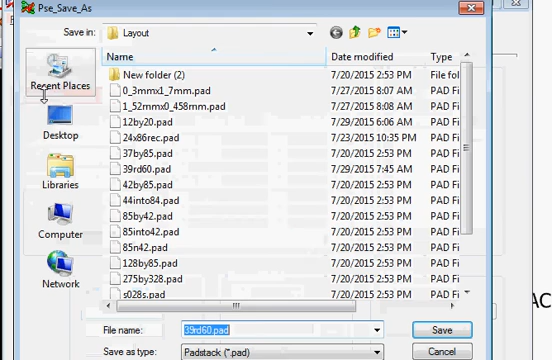 Pse_Save_As
Save in: Layout
Name Date modified Type
New folder (2) 7/20/2015 2:53 PM File fol
0_3mmx1_7mm.pad 7/27/2015 8:07 AM PAD Fi
1_52mmx0_458mm.pad 7/27/2015 8:08 AM PAD Fi
12by20.pad 7/29/2015 6:06 AM PAD Fi
24x86rec.pad 7/23/2015 10:35 PM PAD Fi
37by85.pad 7/20/2015 2:53 PM PAD Fi
39rd60.pad 7/29/2015 7:45 AM PAD Fi
42by85.pad 7/20/2015 2:53 PM PAD Fi
44into84.pad 7/20/2015 2:53 PM PAD Fi
85by42.pad 7/20/2015 2:53 PM PAD Fi
85into42.pad 7/20/2015 2:53 PM PAD Fi
85n42.pad 7/20/2015 2:53 PM PAD Fi
128by85.pad 7/20/2015 2:53 PM PAD Fi
275by328.pad 7/20/2015 2:53 PM PAD Fi
s028s.pad 7/20/2015 2:53 PM PAD Fi
Recent Places
Desktop
Libraries
Computer
Network
File name: 39rd60.pad Save
Save as type: Padstack (*.pad) Cancel
AC